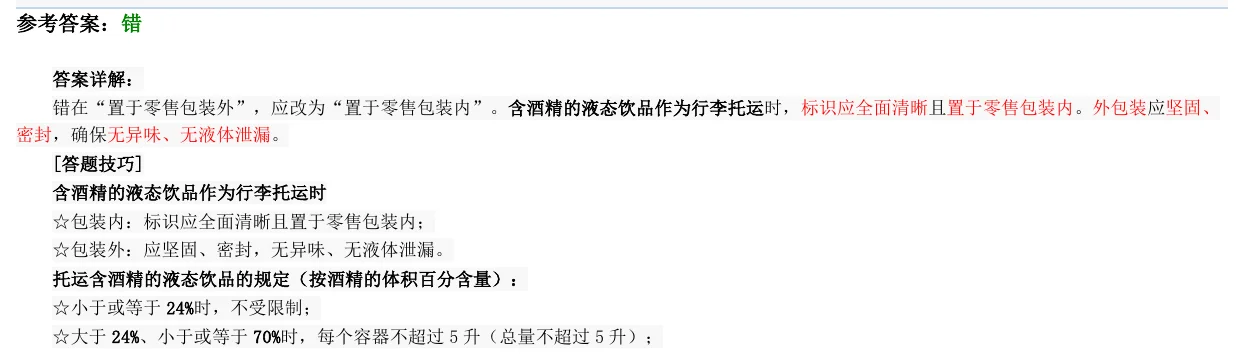 参考答案：错
答案详解：
错在“置于零售包装外”，应改为“置于零售包装内”。含酒精的液态饮品作为行李托运时，标识应全面清晰且置于零售包装内。外包装应坚固、
密封，确保无异味、无液体泄漏。
[答题技巧]
含酒精的液态饮品作为行李托运时
☆包装内：标识应全面清晰且置于零售包装内；
☆包装外：应坚固、密封，无异味、无液体泄漏。
托运含酒精的液态饮品的规定（按酒精的体积百分含量）：
☆小于或等于 24%时，不受限制；
☆大于 24%、小于或等于 70%时，每个容器不超过 5 升（总量不超过 5 升）；